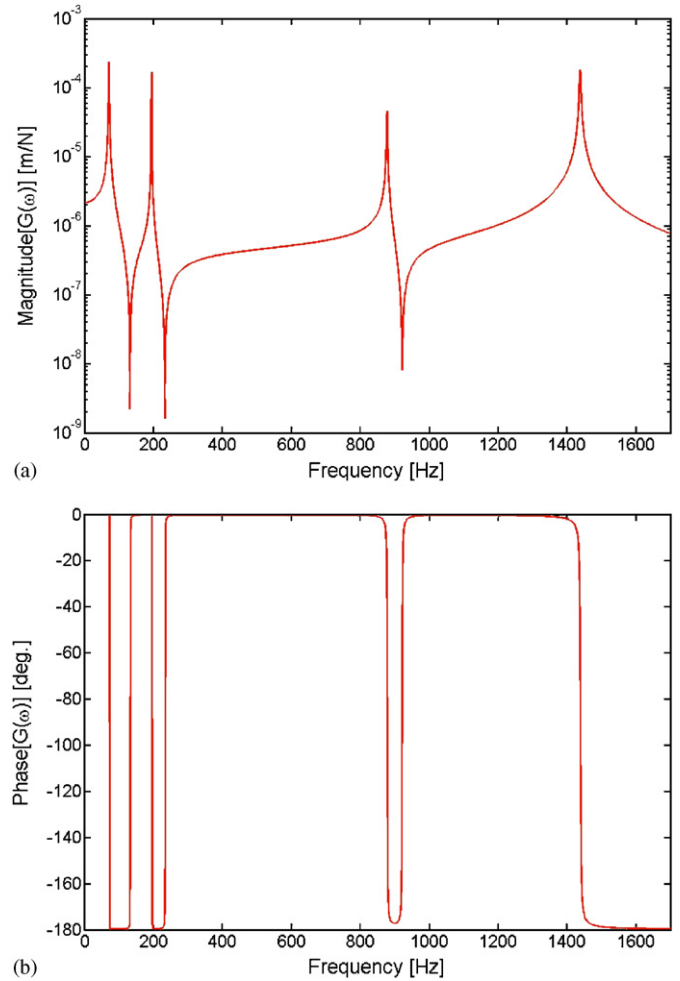 10^-3
10^-4
10^-5
10^-6
10^-7
10^-8
10^-9
Magnitude[G(ω)] [m/N]
0 200 400 600 800 1000 1200 1400 1600
Frequency [Hz]
(a)
0
-20
-40
-60
-80
-100
-120
-140
-160
-180
Phase[G(ω)] [deg.]
0 200 400 600 800 1000 1200 1400 1600
Frequency [Hz]
(b)